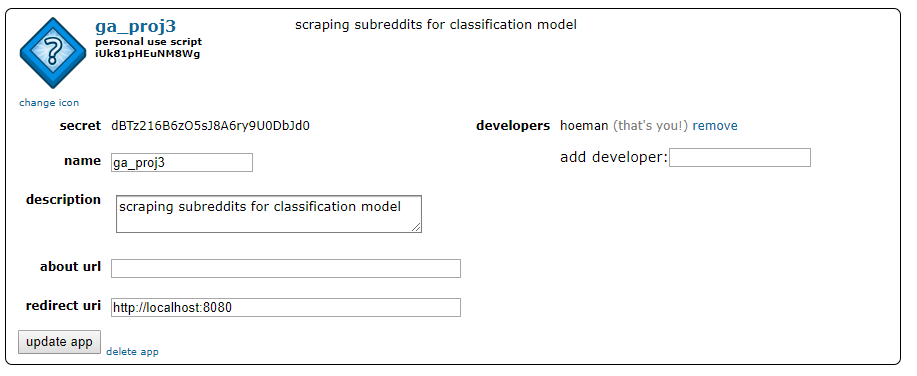 ga_proj3
scraping subreddits for classification model
personal use script
iUk81pHEuNM8Wg
change icon
secret dBTz216B6zO5sJ8A6ry9U0DbJd0
developers hoeman (that's you!) remove
add developer:
name ga_proj3
description scraping subreddits for classification model
about url
redirect uri http://localhost:8080
update app delete app